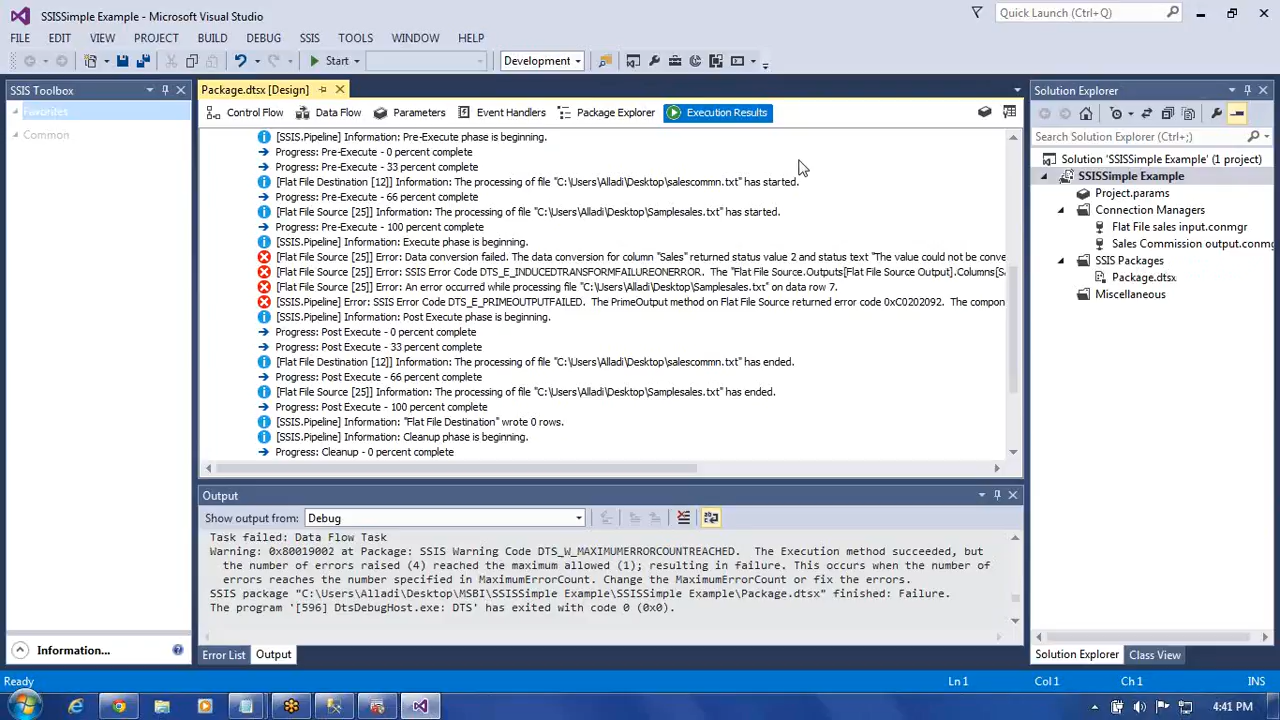 SSISSimple Example - Microsoft Visual Studio
Quick Launch (Ctrl+Q)
FILE EDIT VIEW PROJECT BUILD DEBUG SSIS TOOLS WINDOW HELP
Start Development
SSIS Toolbox
Favorites
Common
Information...
Package.dtsx [Design]
Control Flow Data Flow Parameters Event Handlers Package Explorer Execution Results
[SSIS.Pipeline] Information: Pre-Execute phase is beginning.
Progress: Pre-Execute - 0 percent complete
Progress: Pre-Execute - 33 percent complete
[Flat File Destination [12]] Information: The processing of file "C:\Users\Alladi\Desktop\salescommn.txt" has started.
Progress: Pre-Execute - 66 percent complete
[Flat File Source [25]] Information: The processing of file "C:\Users\Alladi\Desktop\Samplesales.txt" has started.
Progress: Pre-Execute - 100 percent complete
[SSIS.Pipeline] Information: Execute phase is beginning.
[Flat File Source [25]] Error: Data conversion failed. The data conversion for column "Sales" returned status value 2 and status text "The value could not be
[Flat File Source [25]] Error: SSIS Error Code DTS_E_INDUCEDTRANSFORMFAILUREONERROR. The "Flat File Source.Outputs[Flat File Source Output].Columns[Sa
[Flat File Source [25]] Error: An error occurred while processing file "C:\Users\Alladi\Desktop\Samplesales.txt" on data row 7.
[SSIS.Pipeline] Error: SSIS Error Code DTS_E_PRIMEOUTPUTFAILED. The PrimeOutput method on Flat File Source returned error code 0xC0202092. The compon
[SSIS.Pipeline] Information: Post Execute phase is beginning.
Progress: Post Execute - 0 percent complete
Progress: Post Execute - 33 percent complete
[Flat File Destination [12]] Information: The processing of file "C:\Users\Alladi\Desktop\salescommn.txt" has ended.
Progress: Post Execute - 66 percent complete
[Flat File Source [25]] Information: The processing of file "C:\Users\Alladi\Desktop\Samplesales.txt" has ended.
Progress: Post Execute - 100 percent complete
[SSIS.Pipeline] Information: "Flat File Destination" wrote 0 rows.
[SSIS.Pipeline] Information: Cleanup phase is beginning.
Progress: Cleanup - 0 percent complete
Output
Show output from: Debug
Task failed: Data Flow Task
Warning: 0x80019002 at Package: SSIS Warning Code DTS_W_MAXIMUMERRORCOUNTREACHED. The Execution method succeeded, but
the number of errors raised (4) reached the maximum allowed (1); resulting in failure. This occurs when the number of
errors reaches the number specified in MaximumErrorCount. Change the MaximumErrorCount or fix the errors.
SSIS package "C:\Users\Alladi\Desktop\MSBI\SSISSimple Example\SSISSimple Example\Package.dtsx" finished: Failure.
The program '[596] DtsDebugHost.exe: DTS' has exited with code 0 (0x0).
Error List Output
Solution Explorer
Search Solution Explorer (Ctrl+;)
Solution 'SSISSimple Example' (1 project)
SSISSimple Example
Project.params
Connection Managers
Flat File sales input.conmgr
Sales Commission output.conmg
SSIS Packages
Package.dtsx
Miscellaneous
Solution Explorer Class View
Ready Ln 1 Col 1 Ch 1 INS
4:41 PM